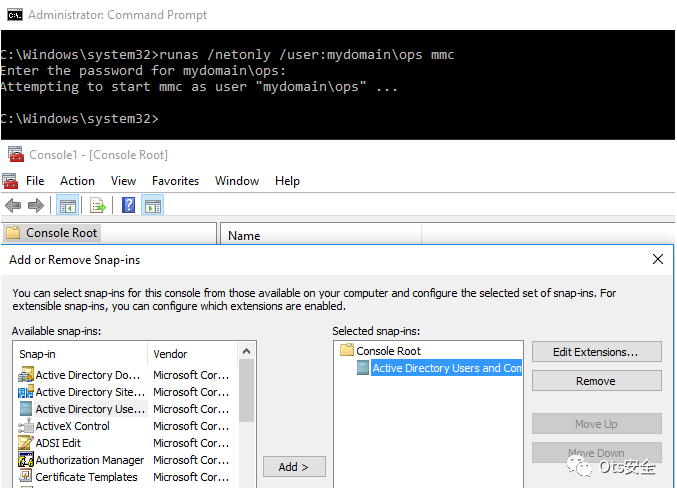 Administrator: Command Prompt
C:\Windows\system32>runas /netonly /user:mydomain\ops mmc
Enter the password for mydomain\ops:
Attempting to start mmc as user "mydomain\ops" ...
C:\Windows\system32>
Console1 - [Console Root]
File Action View Favorites Window Help
Console Root
Name
Add or Remove Snap-ins
You can select snap-ins for this console from those available on your computer and configure the selected set of snap-ins. For
extensible snap-ins, you can configure which extensions are enabled.
Available snap-ins:
Snap-in Vendor
Active Directory Do... Microsoft Cor...
Active Directory Site... Microsoft Cor...
Active Directory Use... Microsoft Cor...
ActiveX Control Microsoft Cor...
ADSI Edit Microsoft Cor...
Authorization Manager Microsoft Cor...
Certificate Templates Microsoft Cor...
Add >
Selected snap-ins:
Console Root
Active Directory Users and Com
Edit Extensions...
Remove
Move Up
Move Down
Ots安全